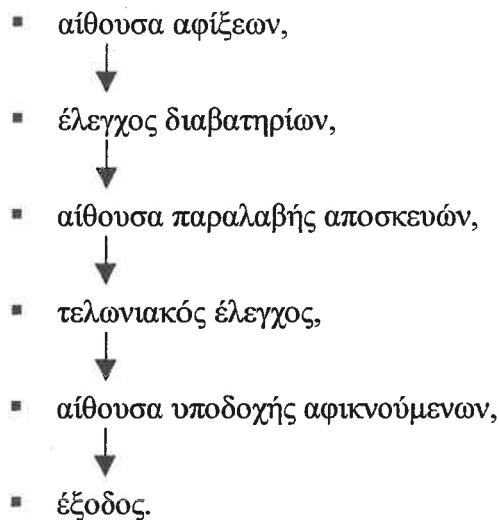 ▪ αίθουσα αφίξεων,
▪ έλεγχος διαβατηρίων,
▪ αίθουσα παραλαβής αποσκευών,
▪ τελωνιακός έλεγχος,
▪ αίθουσα υποδοχής αφικνούμενων,
▪ έξοδος.